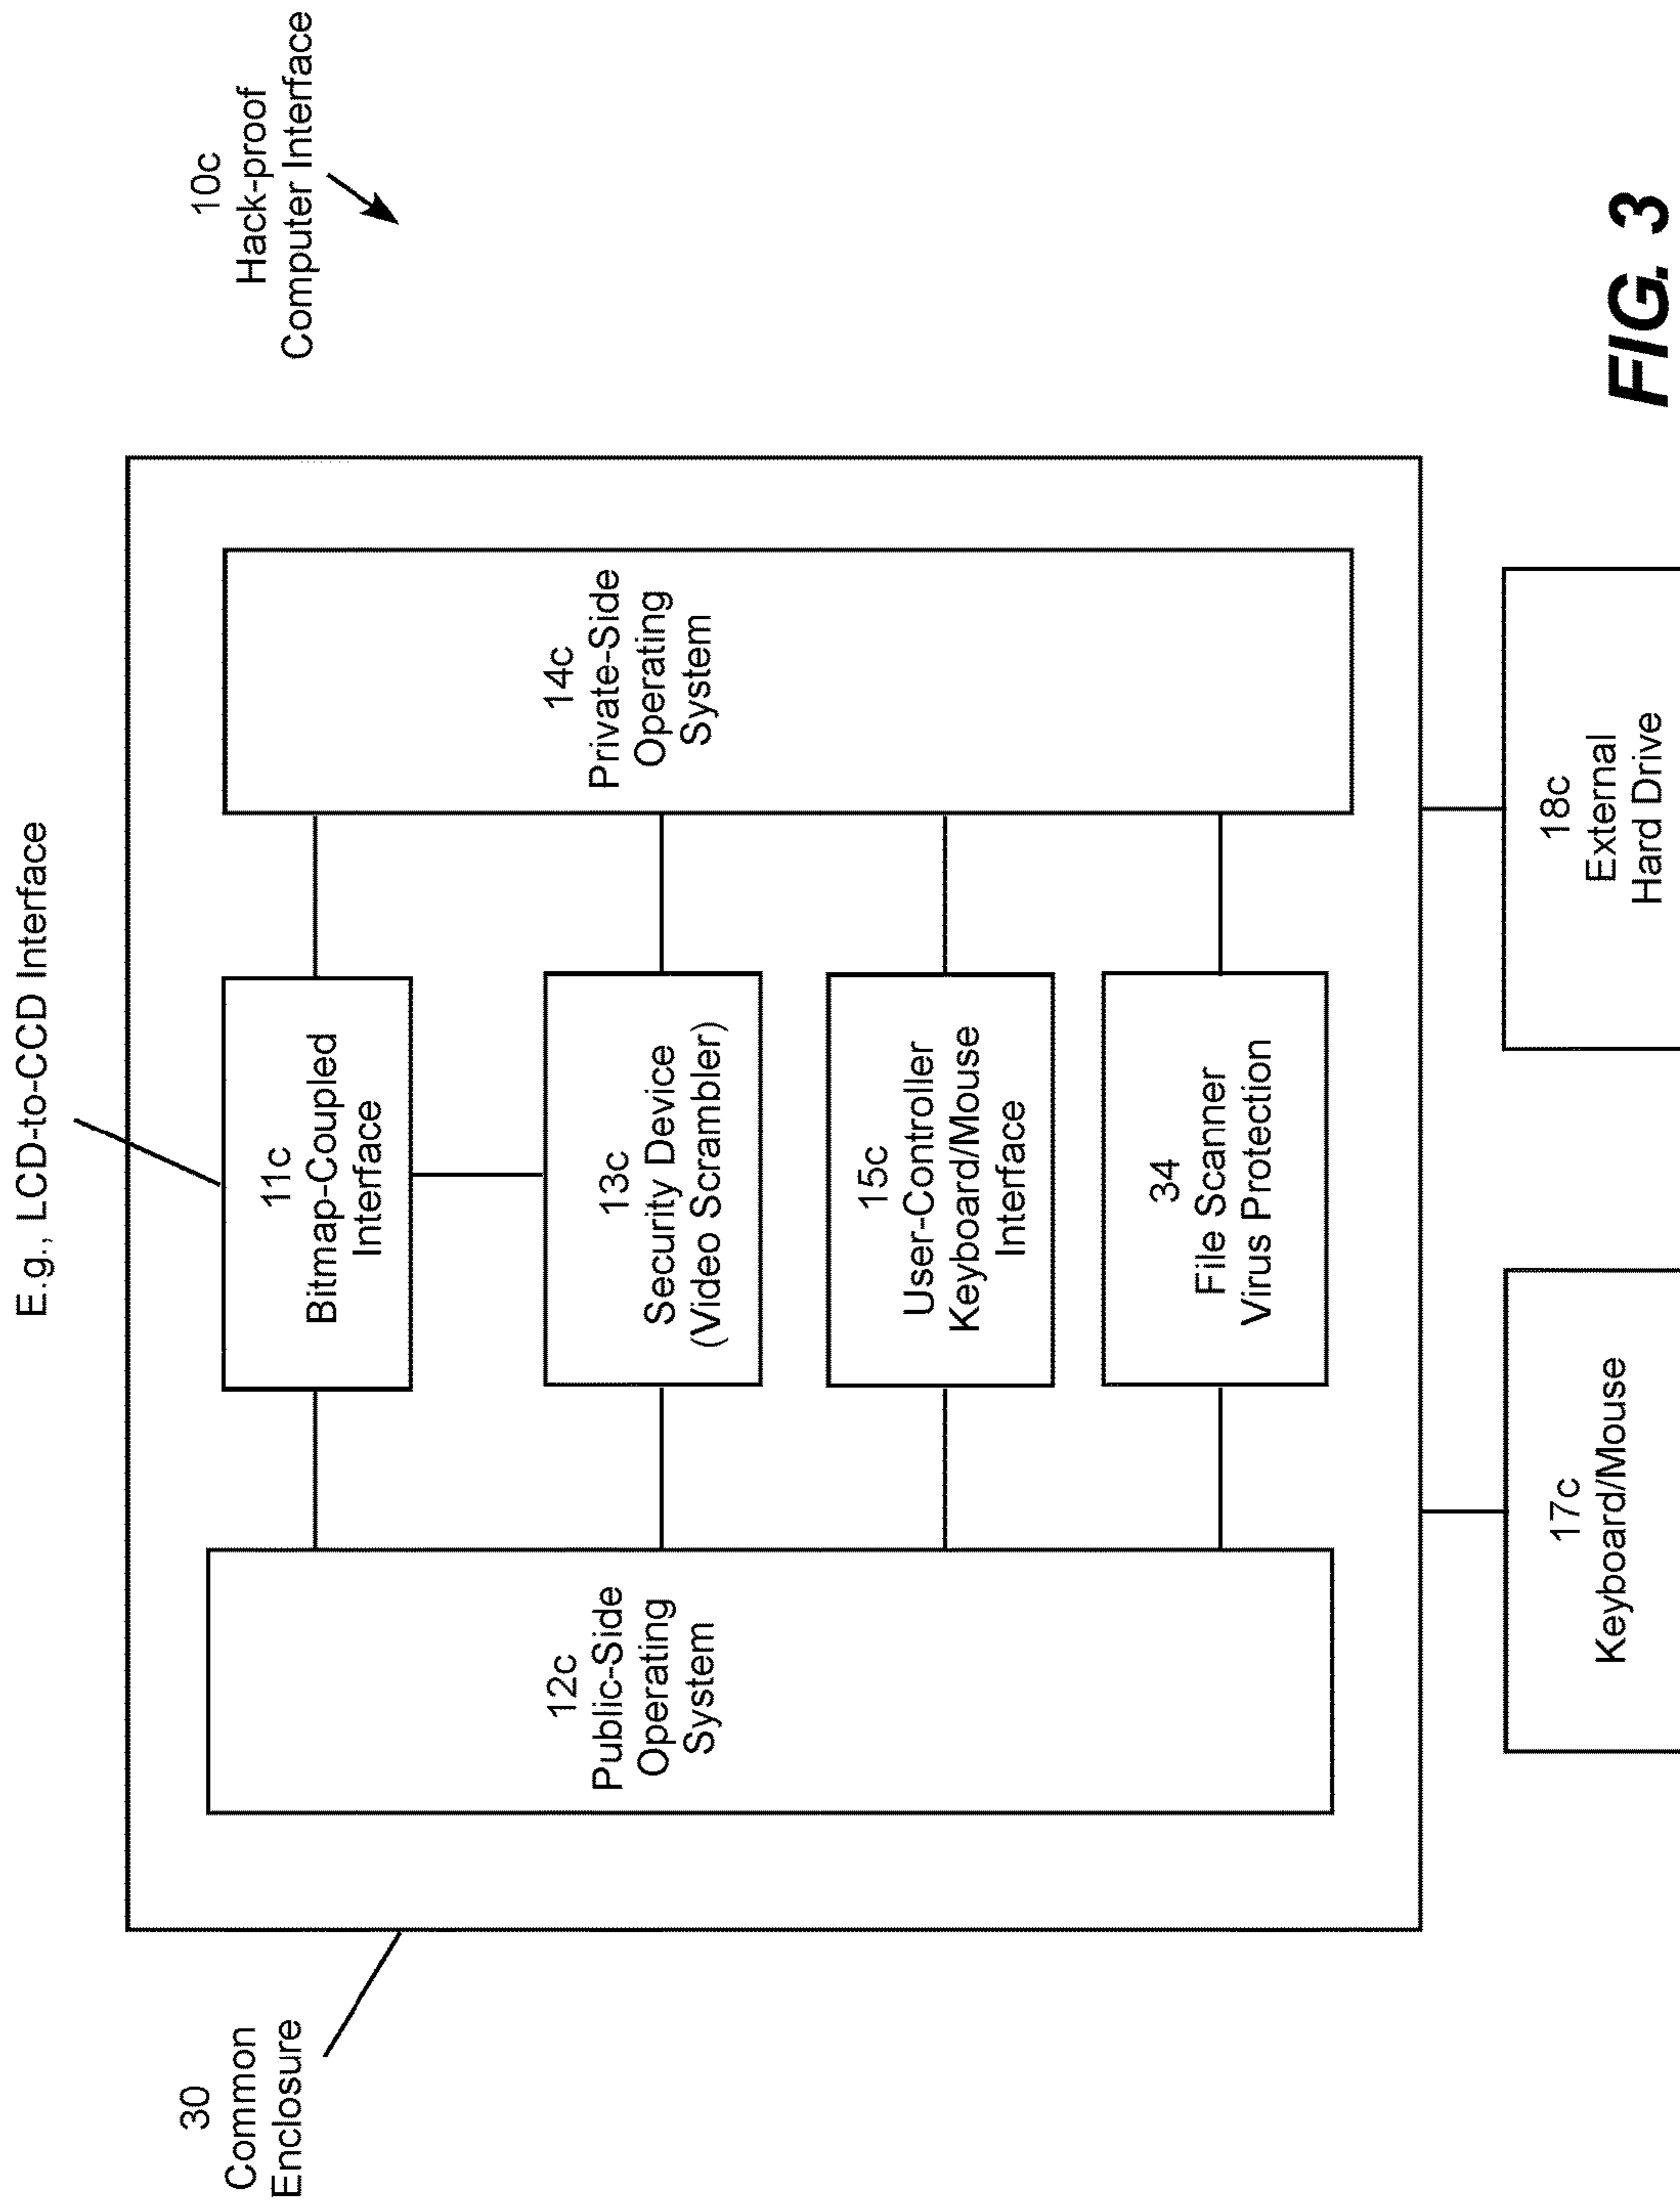 E.g., LCD-to-CCD Interface
10c
Hack-proof
Computer Interface
30
Common
Enclosure
12c
Public-Side
Operating
System
11c
Bitmap-Coupled
Interface
13c
Security Device
(Video Scrambler)
15c
User-Controller
Keyboard/Mouse
Interface
34
File Scanner
Virus Protection
14c
Private-Side
Operating
System
17c
Keyboard/Mouse
18c
External
Hard Drive
FIG. 3